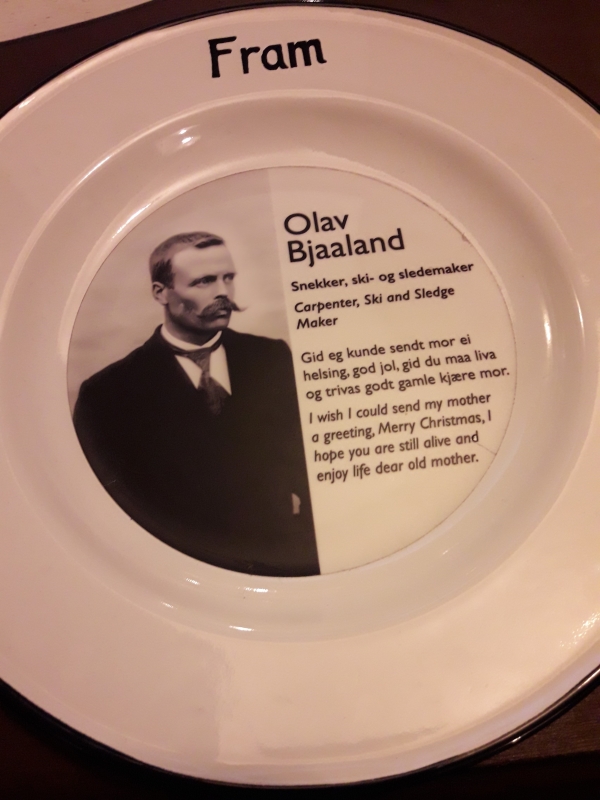 Fram
Olav
Bjaaland
Snekker, ski- og sledemaker
Carpenter, Ski and Sledge
Maker
Gid eg kunde sendt mor ei
helsing, god jol, gid du maa liva
og trivas godt gamle kjære mor.
I wish I could send my mother
a greeting, Merry Christmas, I
hope you are still alive and
enjoy life dear old mother.